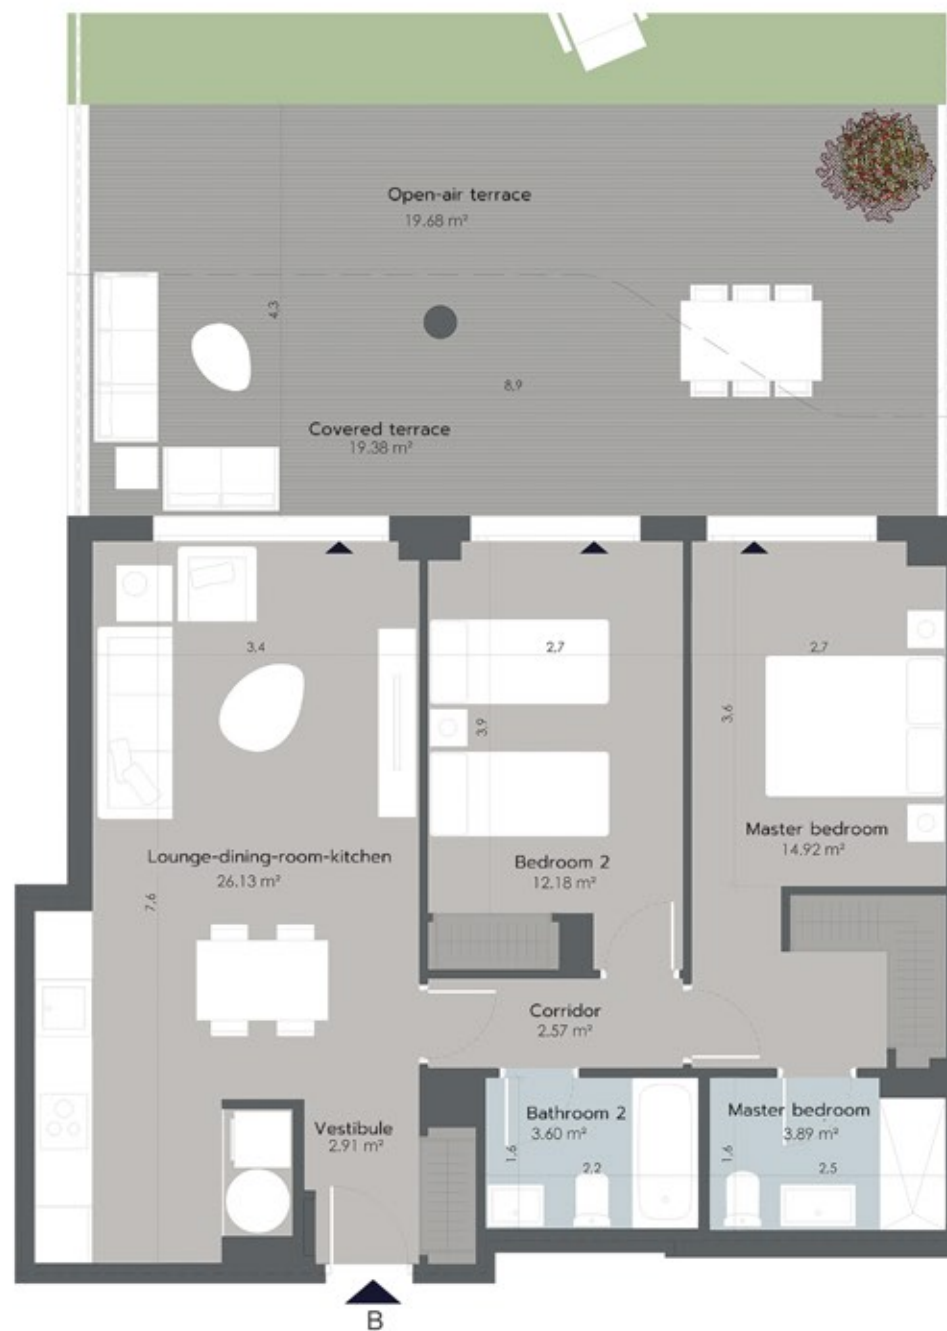 Open-air terrace
19.68 m²
4,3
8,9
Covered terrace
19.38 m²
3,4
2,7
2,7
3,9
3,6
Master bedroom
14.92 m²
Lounge-dining-room-kitchen
26.13 m²
Bedroom 2
12.18 m²
7,6
Corridor
2.57 m²
Vestibule
2.91 m²
Bathroom 2
3.60 m²
1,6
2,2
Master bedroom
3.89 m²
1,6
2,5
B